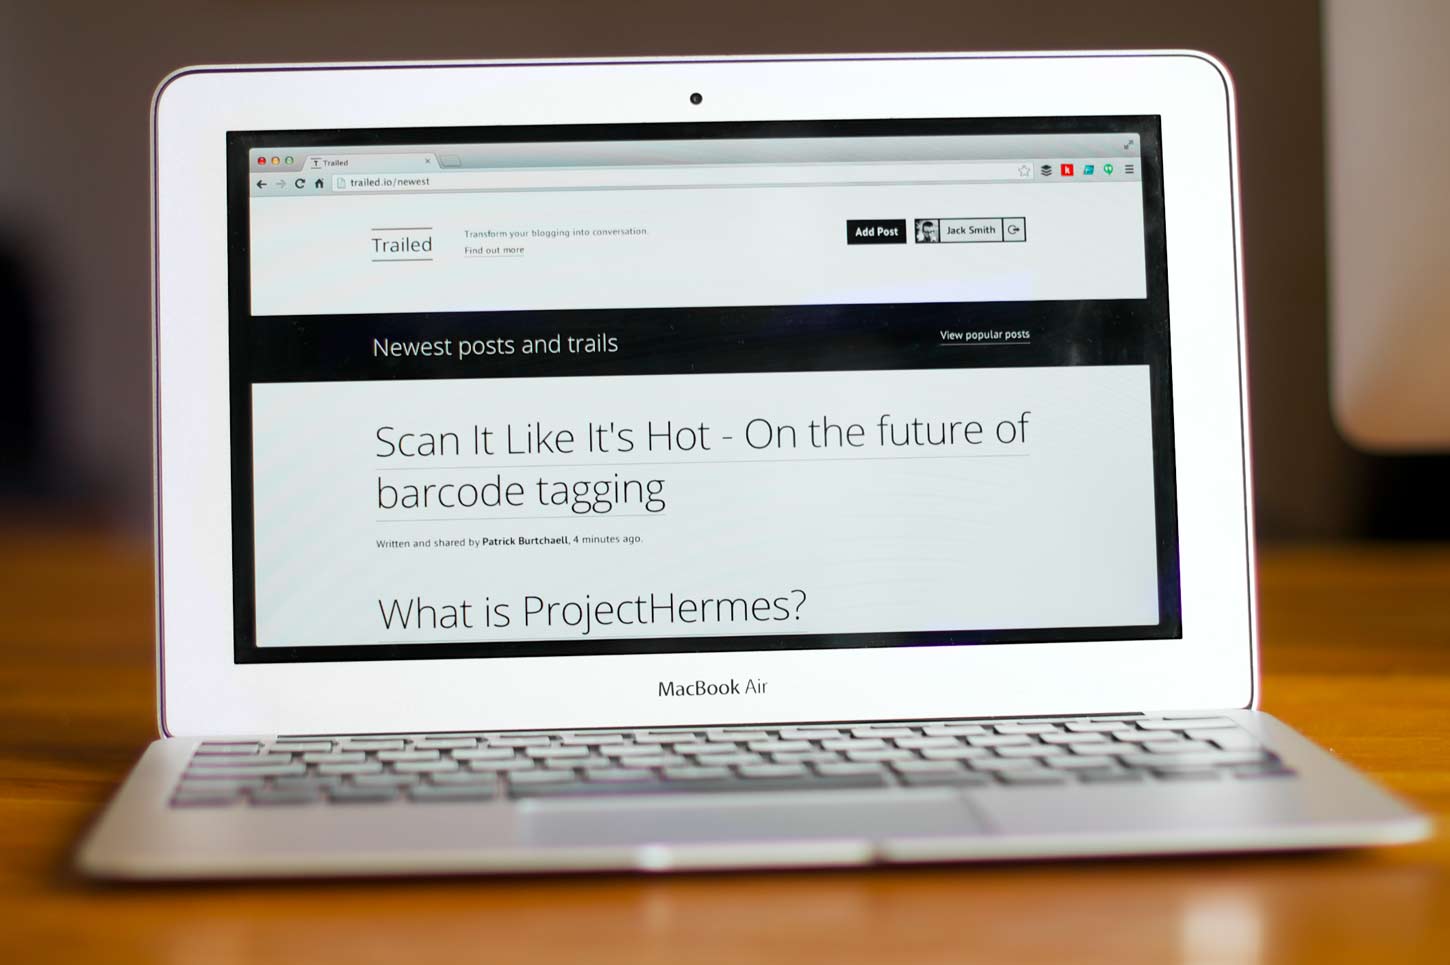 Trailed
trailed.io/newest
Trailed
Transform your blogging into conversation.
Find out more
Add Post
Jack Smith
Newest posts and trails
View popular posts
Scan It Like It's Hot - On the future of
barcode tagging
Written and shared by Patrick Burtchaell, 4 minutes ago.
What is ProjectHermes?
MacBook Air